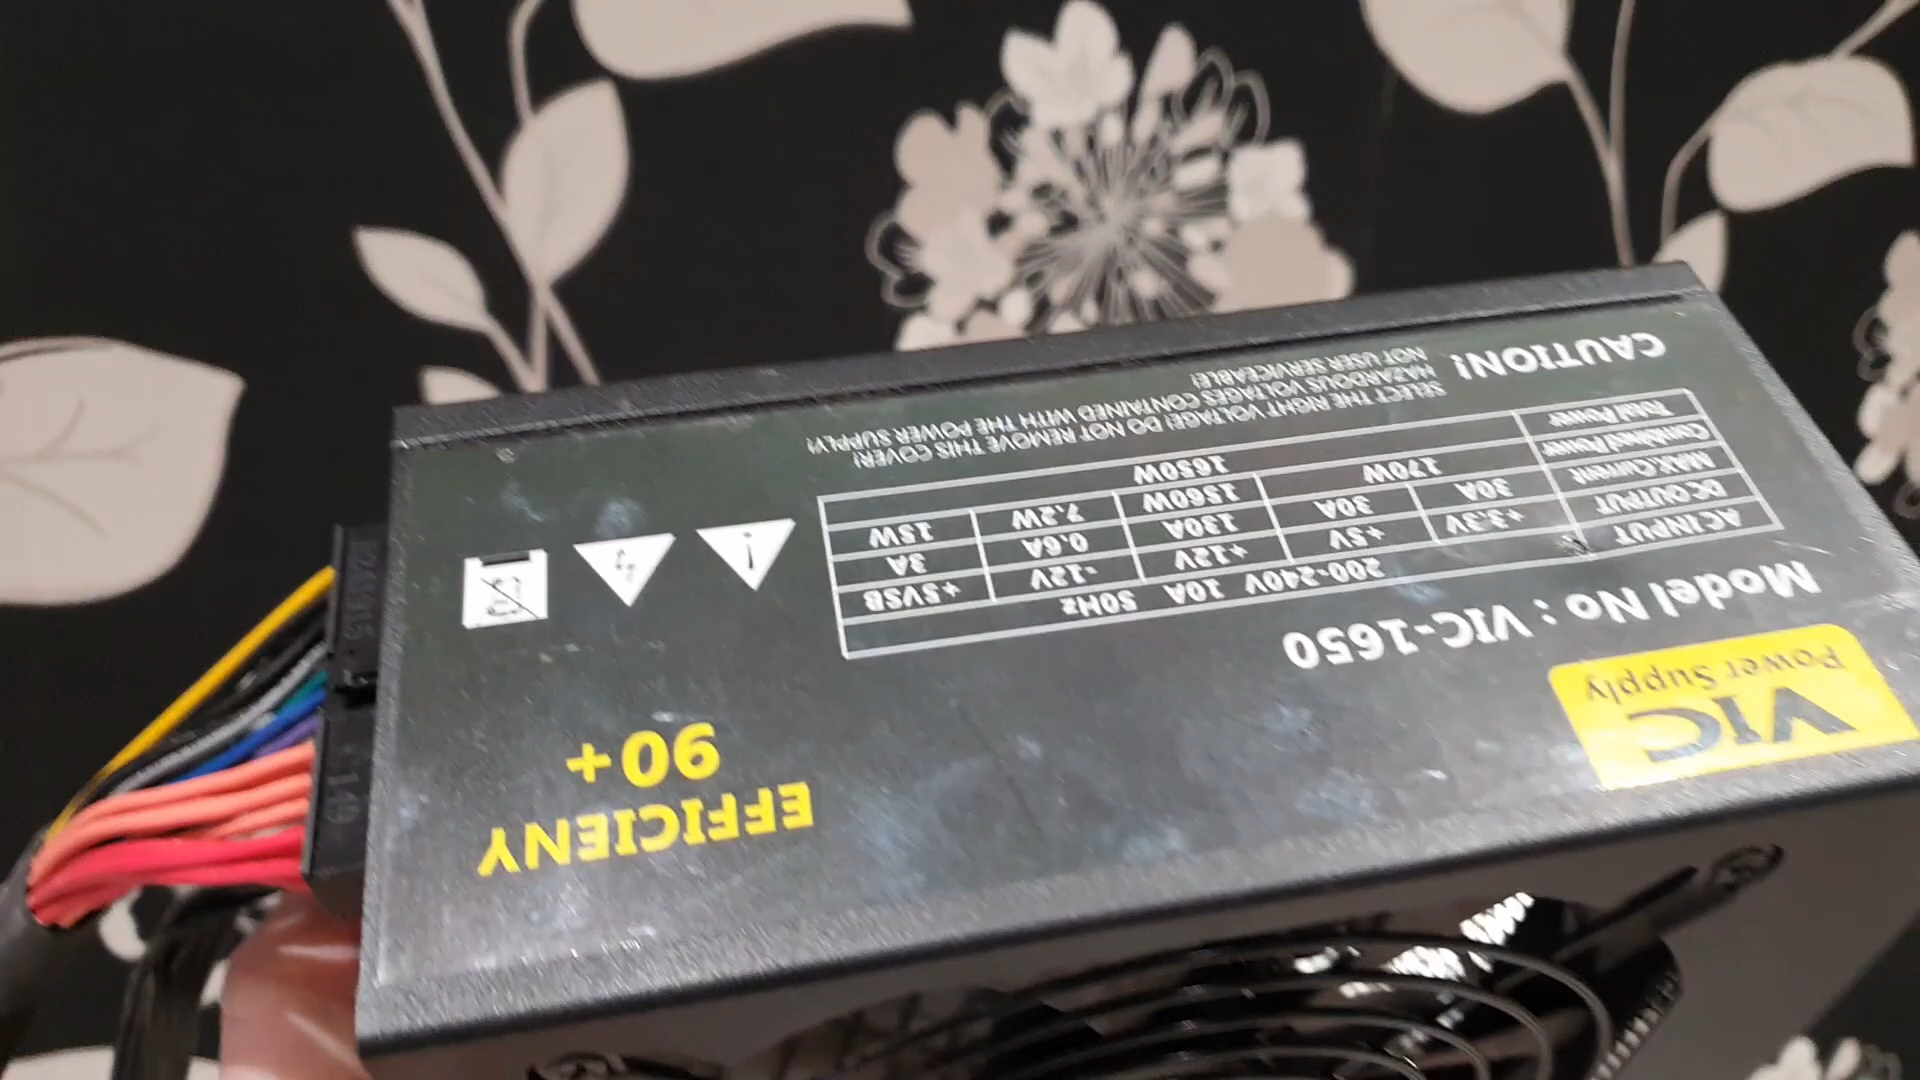 VIC
Power Supply
EFFICIENY
90+
Model No : VIC-1650
AC INPUT 200-240V 10A 50Hz
DC OUTPUT +3.3V +5V +12V -12V +5VSB
MAX.Current 30A 30A 130A 0.6A 3A
Combine Power 170W 1560W 7.2W 15W
Total Power 1650W
CAUTION!
SELECT THE RIGHT VOLTAGE! DO NOT REMOVE THIS COVER!
HAZARDOUS VOLTAGES CONTAINED WITH THE POWER SUPPLY!
NOT USER SERVICEABLE!